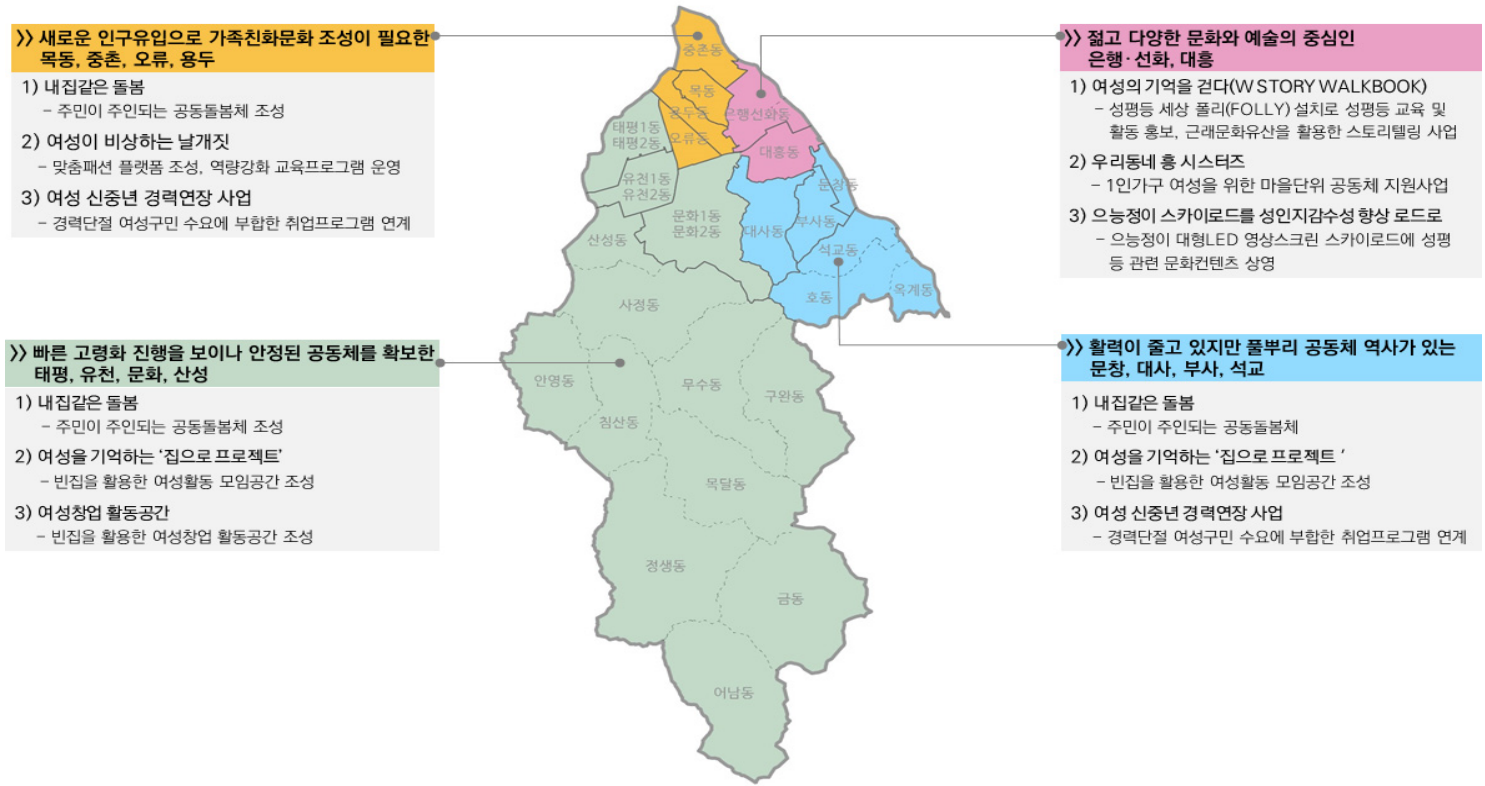 >> 새로운 인구유입으로 가족친화문화 조성이 필요한
목동, 중촌, 오류, 용두
1) 내집같은 돌봄
- 주민이 주인되는 공동돌봄체 조성
2) 여성이 비상하는 날개짓
- 맞춤패션 플랫폼 조성, 역량강화 교육프로그램 운영
3) 여성 신중년 경력연장 사업
- 경력단절 여성구민 수요에 부합한 취업프로그램 연계
>> 젊고 다양한 문화와 예술의 중심인
은행·선화, 대흥
1) 여성의 기억을 걷다(W STORY WALKBOOK)
- 성평등 세상 폴리(FOLLY) 설치로 성평등 교육 및
활동 홍보, 근래문화유산을 활용한 스토리텔링 사업
2) 우리동네 흥 시스터즈
- 1인가구 여성을 위한 마을단위 공동체 지원사업
3) 으능정이 스카이로드를 성인지감수성 향상 로드로
- 으능정이 대형LED 영상스크린 스카이로드에 성평
등 관련 문화컨텐츠 상영
>> 빠른 고령화 진행을 보이나 안정된 공동체를 확보한
태평, 유천, 문화, 산성
1) 내집같은 돌봄
- 주민이 주인되는 공동돌봄체 조성
2) 여성을 기억하는 ‘집으로 프로젝트’
- 빈집을 활용한 여성활동 모임공간 조성
3) 여성창업 활동공간
- 빈집을 활용한 여성창업 활동공간 조성
>> 활력이 줄고 있지만 풀뿌리 공동체 역사가 있는
문창, 대사, 부사, 석교
1) 내집같은 돌봄
- 주민이 주인되는 공동돌봄체
2) 여성을 기억하는 ‘집으로 프로젝트 ‘
- 빈집을 활용한 여성활동 모임공간 조성
3) 여성 신중년 경력연장 사업
- 경력단절 여성구민 수요에 부합한 취업프로그램 연계
중촌동
목동
용두동
은행선화동
태평1동
태평2동
오류동
대흥동
유천1동
유천2동
문창동
문화1동
문화2동
부사동
대사동
산성동
석교동
호동
옥계동
사정동
안영동
무수동
구완동
침산동
목달동
정생동
금동
어남동